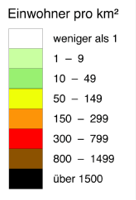 Einwohner pro km²
weniger als 1
1 – 9
10 – 49
50 – 149
150 – 299
300 – 799
800 – 1499
über 1500